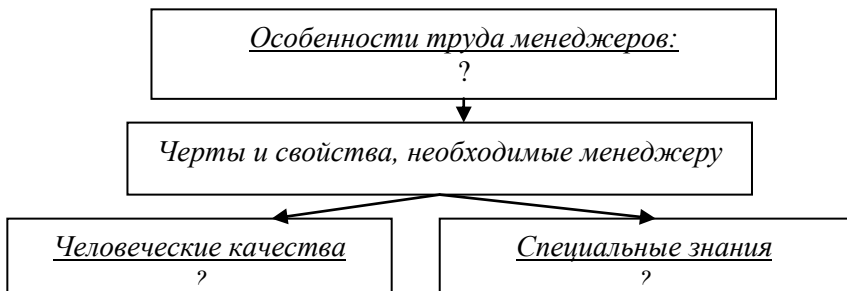 Особенности труда менеджеров:
?
Черты и свойства, необходимые менеджеру
Человеческие качества
?
Специальные знания
?